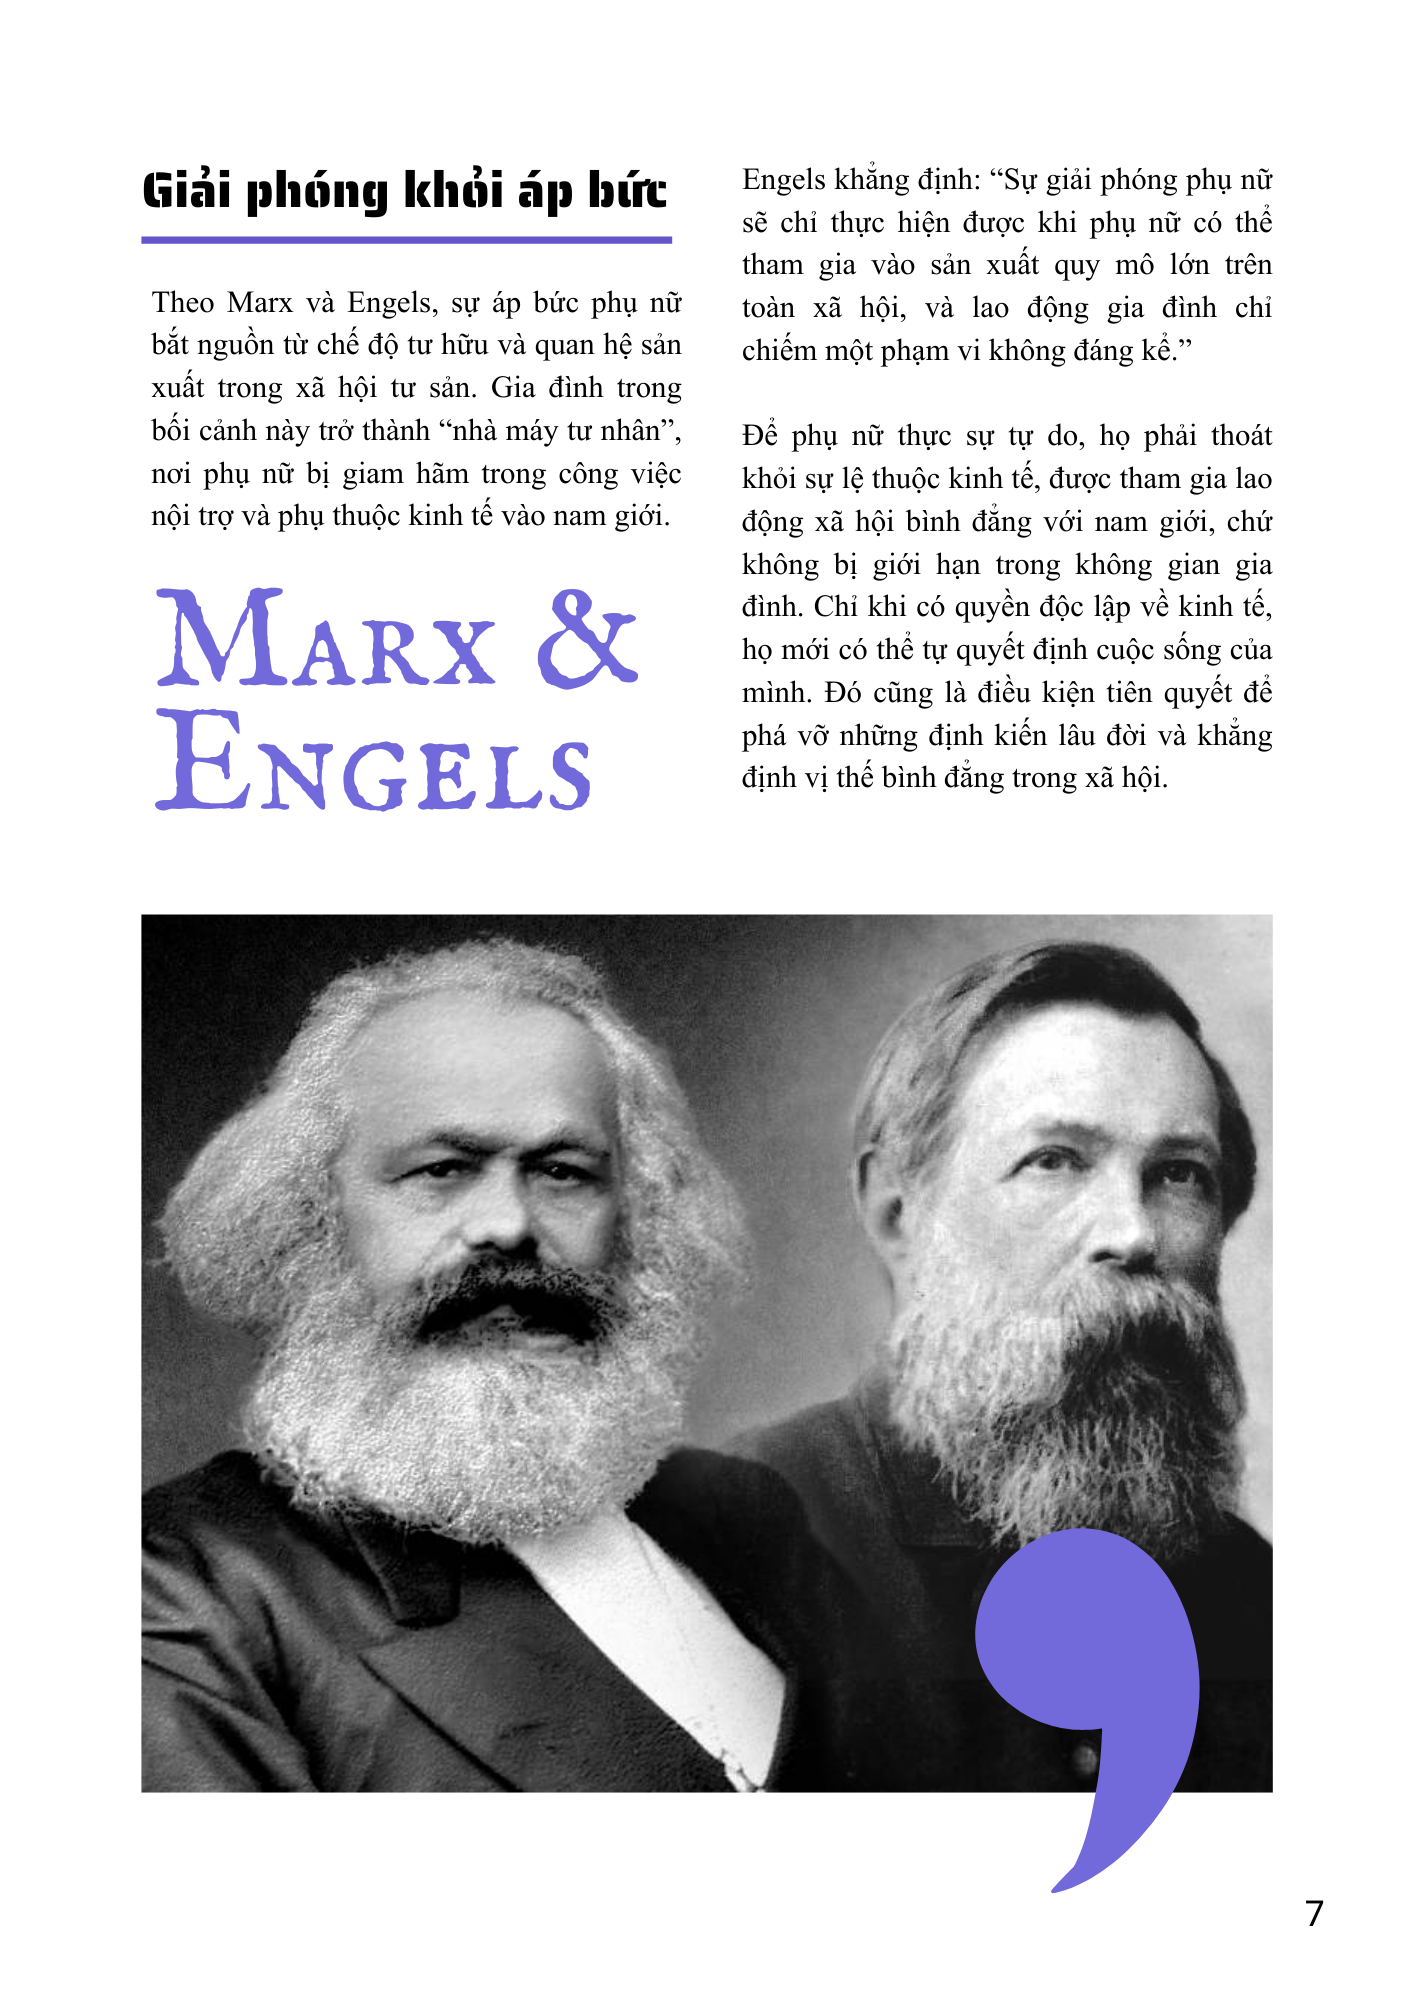 Giải phóng khỏi áp bức
Theo Marx và Engels, sự áp bức phụ nữ
bắt nguồn từ chế độ tư hữu và quan hệ sản
xuất trong xã hội tư sản. Gia đình trong
bối cảnh này trở thành “nhà máy tư nhân”,
nơi phụ nữ bị giam hãm trong công việc
nội trợ và phụ thuộc kinh tế vào nam giới.
MARX &
ENGELS
Engels khẳng định: “Sự giải phóng phụ nữ
sẽ chỉ thực hiện được khi phụ nữ có thể
tham gia vào sản xuất quy mô lớn trên
toàn xã hội, và lao động gia đình chỉ
chiếm một phạm vi không đáng kể.”
Để phụ nữ thực sự tự do, họ phải thoát
khỏi sự lệ thuộc kinh tế, được tham gia lao
động xã hội bình đẳng với nam giới, chứ
không bị giới hạn trong không gian gia
đình. Chỉ khi có quyền độc lập về kinh tế,
họ mới có thể tự quyết định cuộc sống của
mình. Đó cũng là điều kiện tiên quyết để
phá vỡ những định kiến lâu đời và khẳng
định vị thế bình đẳng trong xã hội.
7